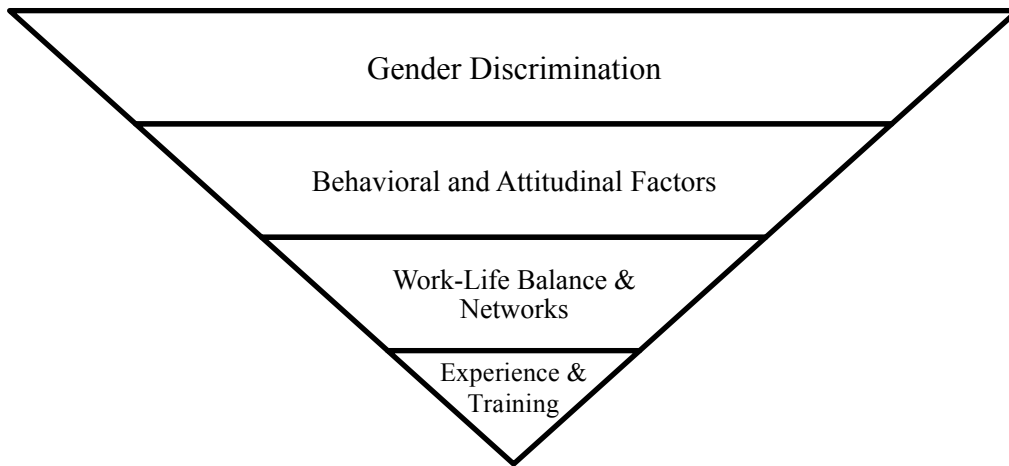 Gender Discrimination
Behavioral and Attitudinal Factors
Work-Life Balance &
Networks
Experience &
Training